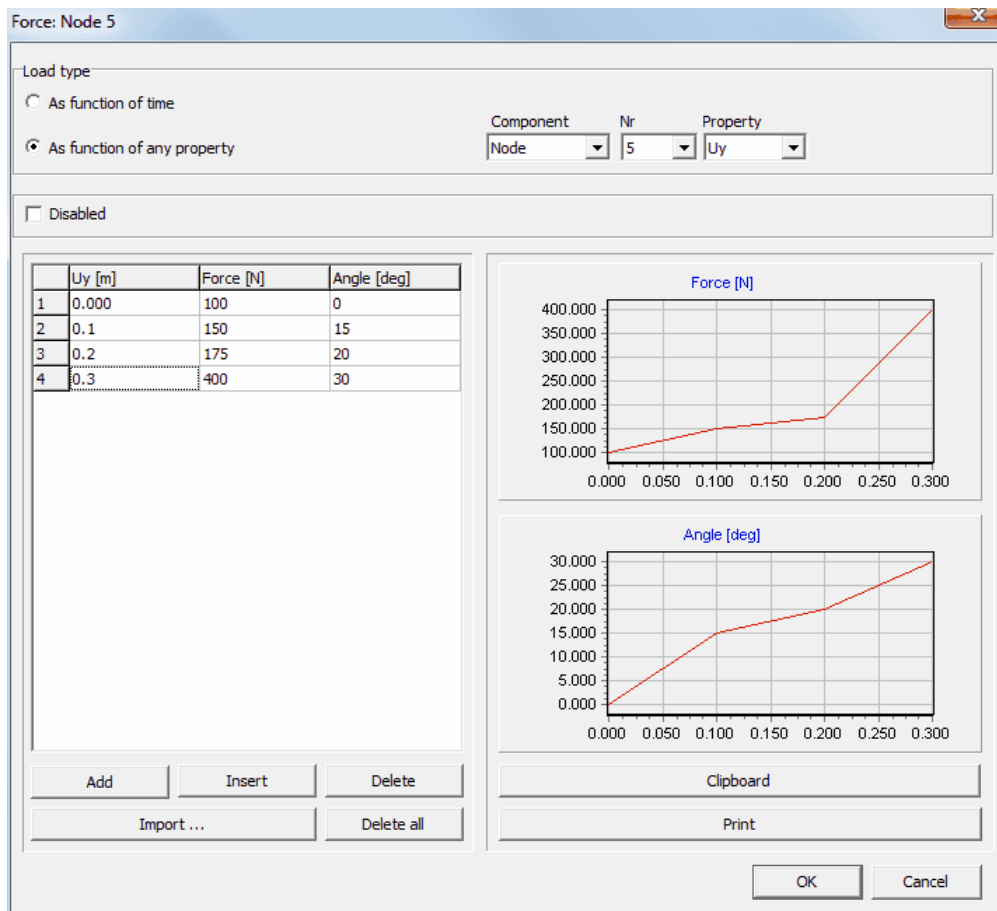 Force: Node 5
X
Load type
As function of time
Component Nr Property
As function of any property
Node 5 Uy
Disabled
Uy [m] Force [N] Angle [deg]
1 0.000 100 0
2 0.1 150 15
3 0.2 175 20
4 0.3 400 30
Force [N]
400.000
350.000
300.000
250.000
200.000
150.000
100.000
0.000 0.050 0.100 0.150 0.200 0.250 0.300
Angle [deg]
30.000
25.000
20.000
15.000
10.000
5.000
0.000
0.000 0.050 0.100 0.150 0.200 0.250 0.300
Add Insert Delete
Import ... Delete all
Clipboard
Print
OK Cancel